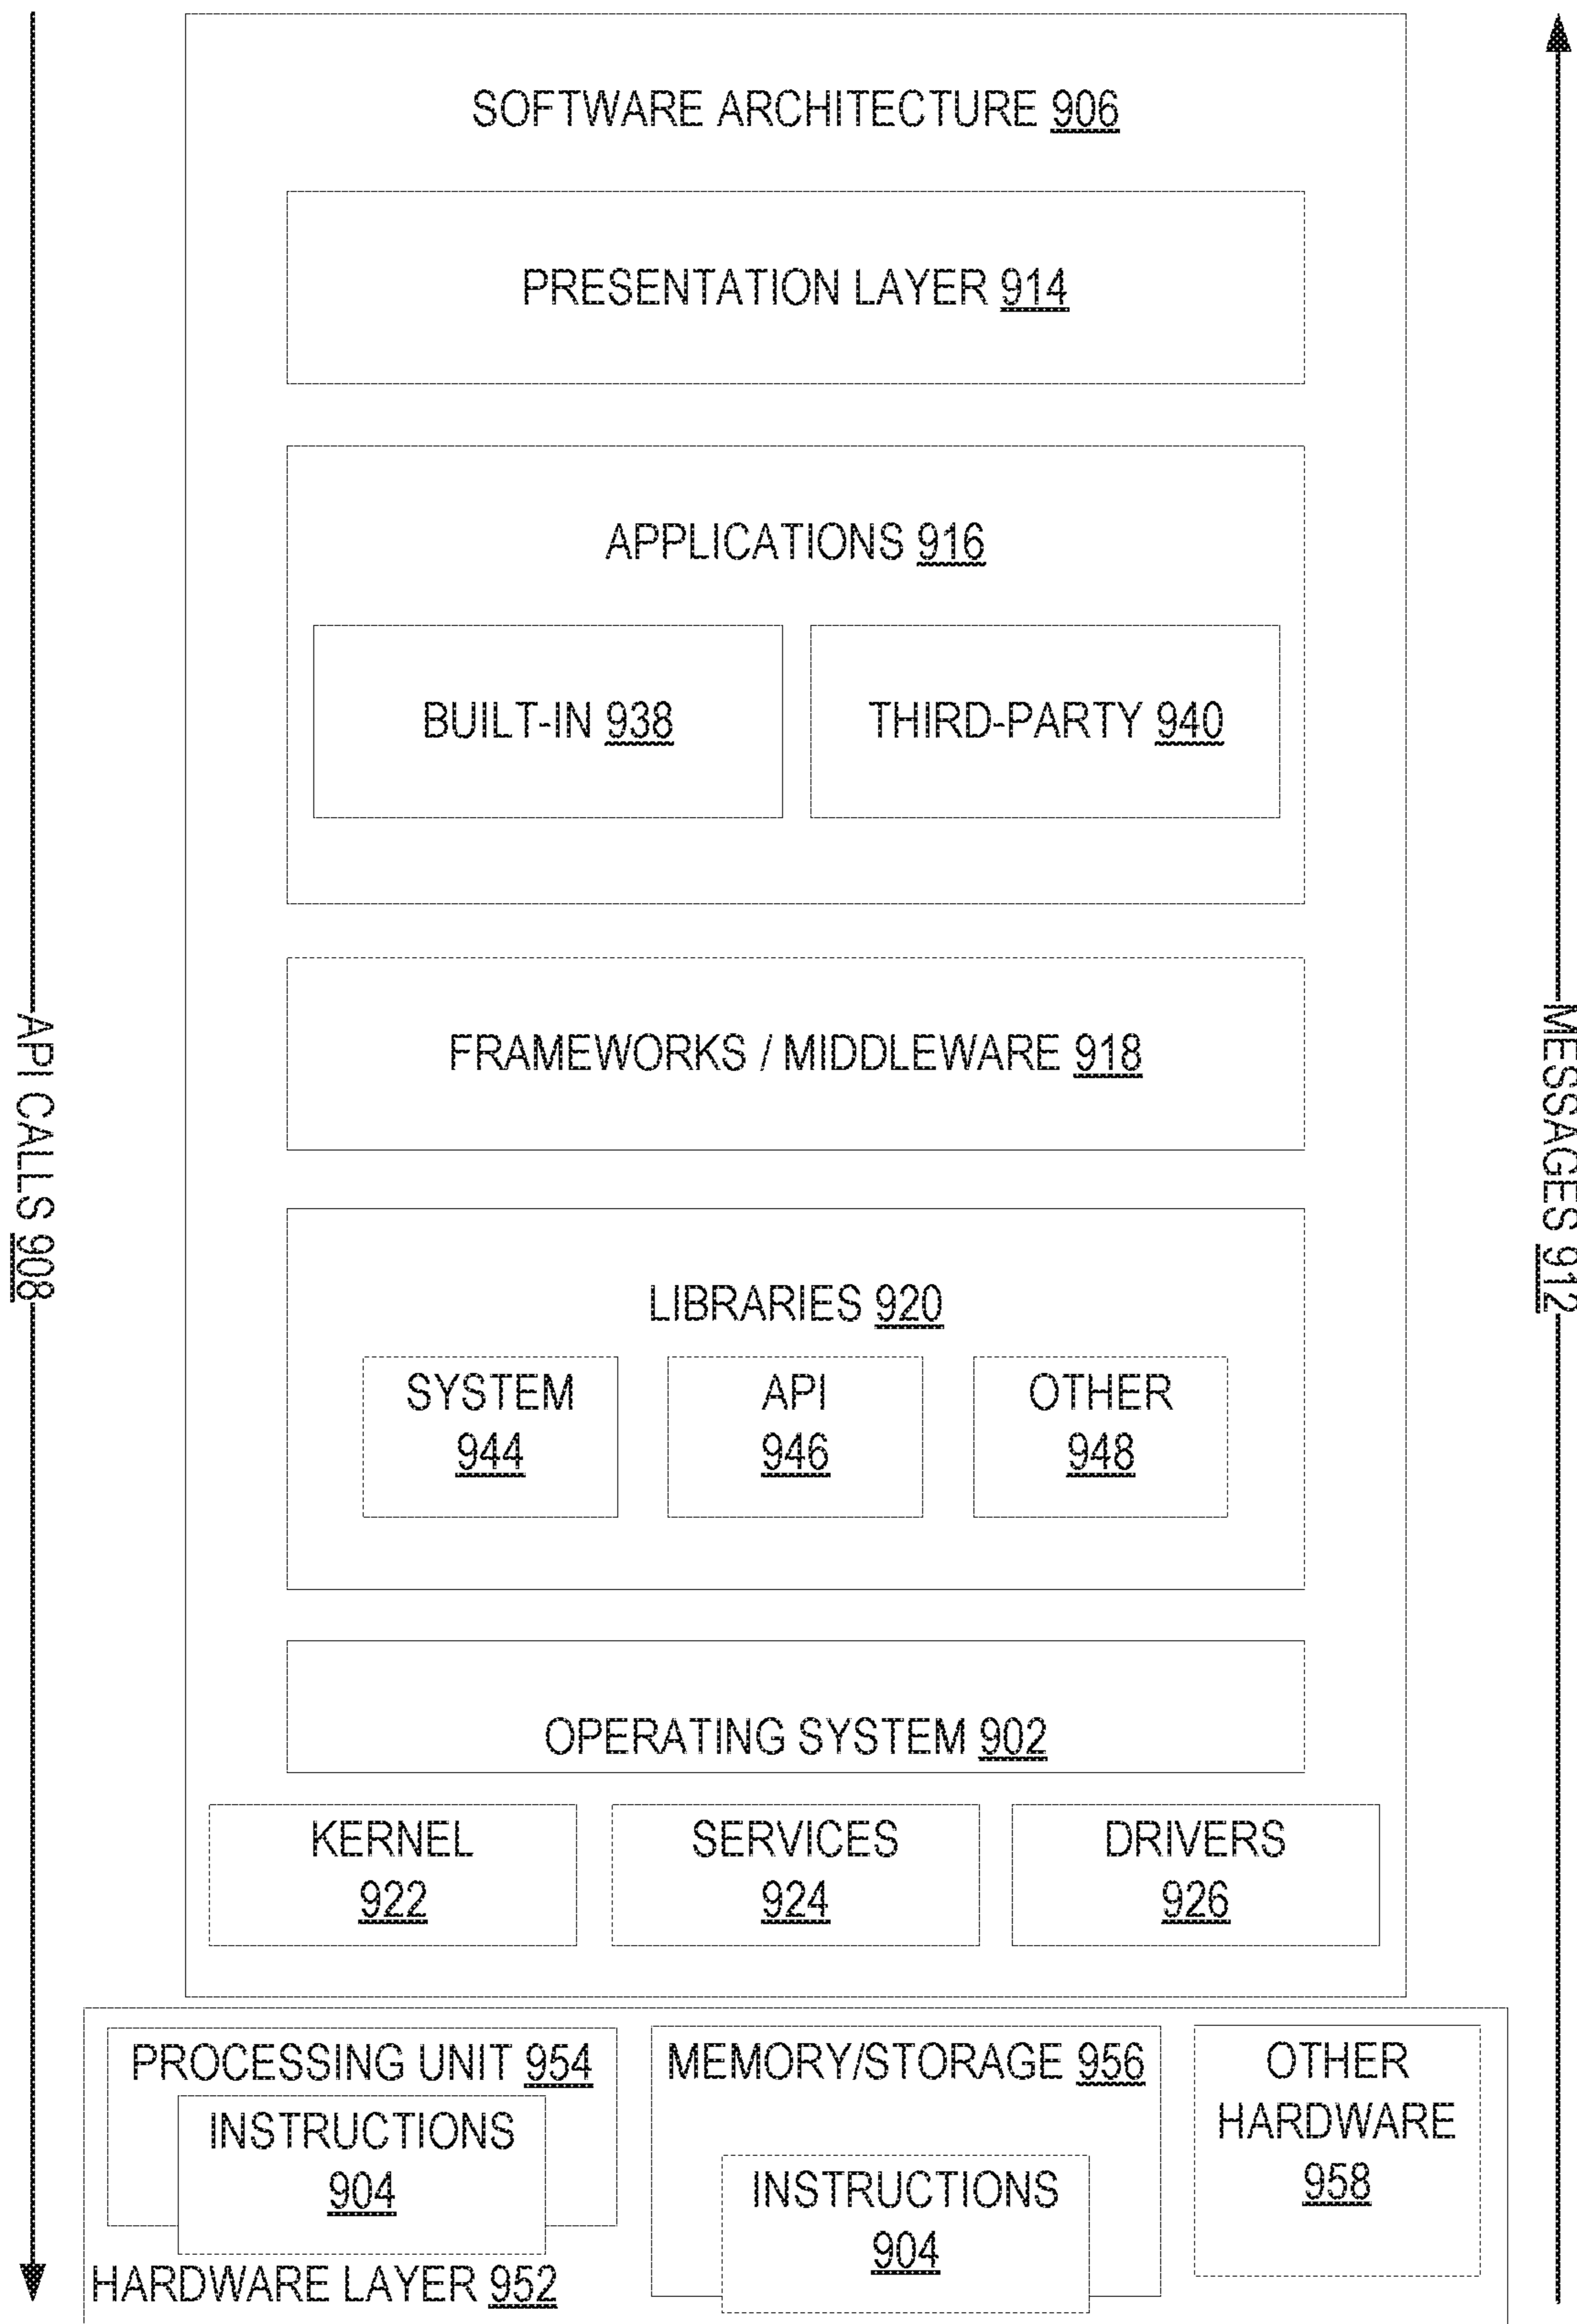 SOFTWARE ARCHITECTURE 906
PRESENTATION LAYER 914
APPLICATIONS 916
BUILT-IN 938
THIRD-PARTY 940
FRAMEWORKS / MIDDLEWARE 918
API CALLS 908
MESSAGES 912
LIBRARIES 920
SYSTEM
944
API
946
OTHER
948
OPERATING SYSTEM 902
KERNEL
922
SERVICES
924
DRIVERS
926
PROCESSING UNIT 954
INSTRUCTIONS
904
MEMORY/STORAGE 956
INSTRUCTIONS
904
OTHER
HARDWARE
958
HARDWARE LAYER 952